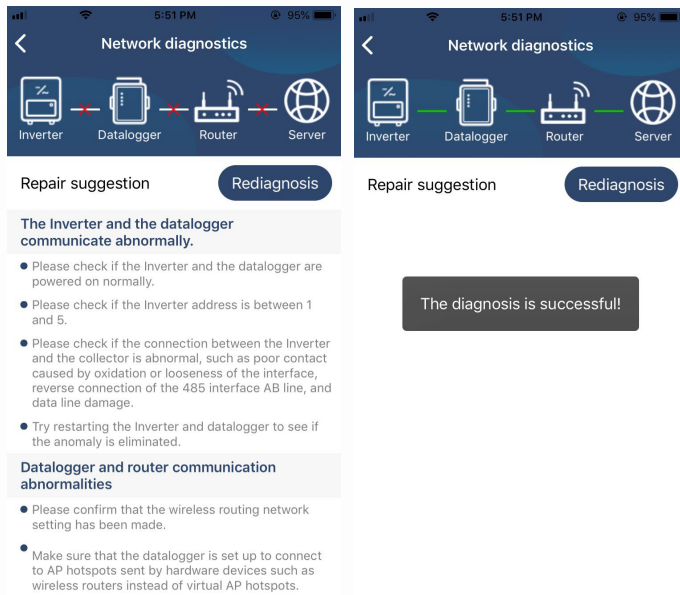 5:51 PM
95%
Network diagnostics
Inverter
Datalogger
Router
Server
Repair suggestion
Rediagnosis
The Inverter and the datalogger
communicate abnormally.
Please check if the Inverter and the datalogger are
powered on normally.
Please check if the Inverter address is between 1
and 5.
Please check if the connection between the Inverter
and the collector is abnormal, such as poor contact
caused by oxidation or looseness of the interface,
reverse connection of the 485 interface AB line, and
data line damage.
Try restarting the Inverter and datalogger to see if
the anomaly is eliminated.
Datalogger and router communication
abnormalities
Please confirm that the wireless routing network
setting has been made.
Make sure that the datalogger is set up to connect
to AP hotspots sent by hardware devices such as
wireless routers instead of virtual AP hotspots.
5:51 PM
95%
Network diagnostics
Inverter
Datalogger
Router
Server
Repair suggestion
Rediagnosis
The diagnosis is successful!